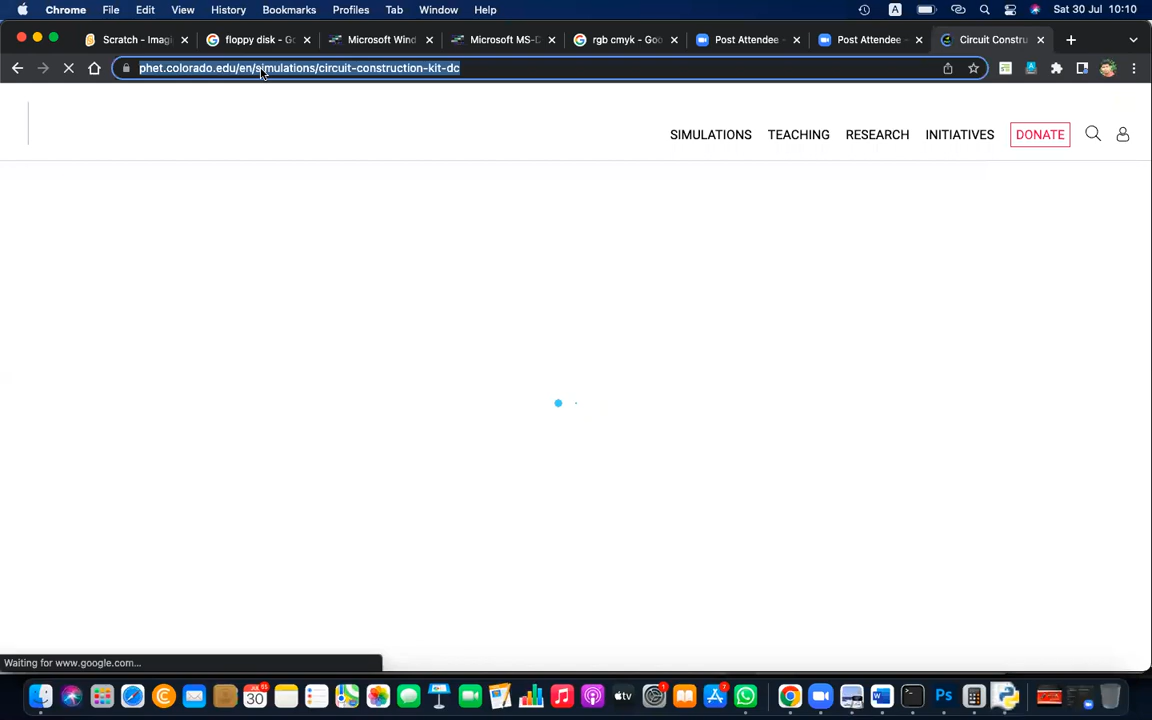 Chrome File Edit View History Bookmarks Profiles Tab Window Help A Sat 30 Jul 10:10
Scratch - Imagi floppy disk - Go Microsoft Wind Microsoft MS-D rgb cmyk - Goo Post Attendee - Post Attendee - Circuit Constru
phet.colorado.edu/en/simulations/circuit-construction-kit-dc
SIMULATIONS TEACHING RESEARCH INITIATIVES DONATE
Waiting for www.google.com...